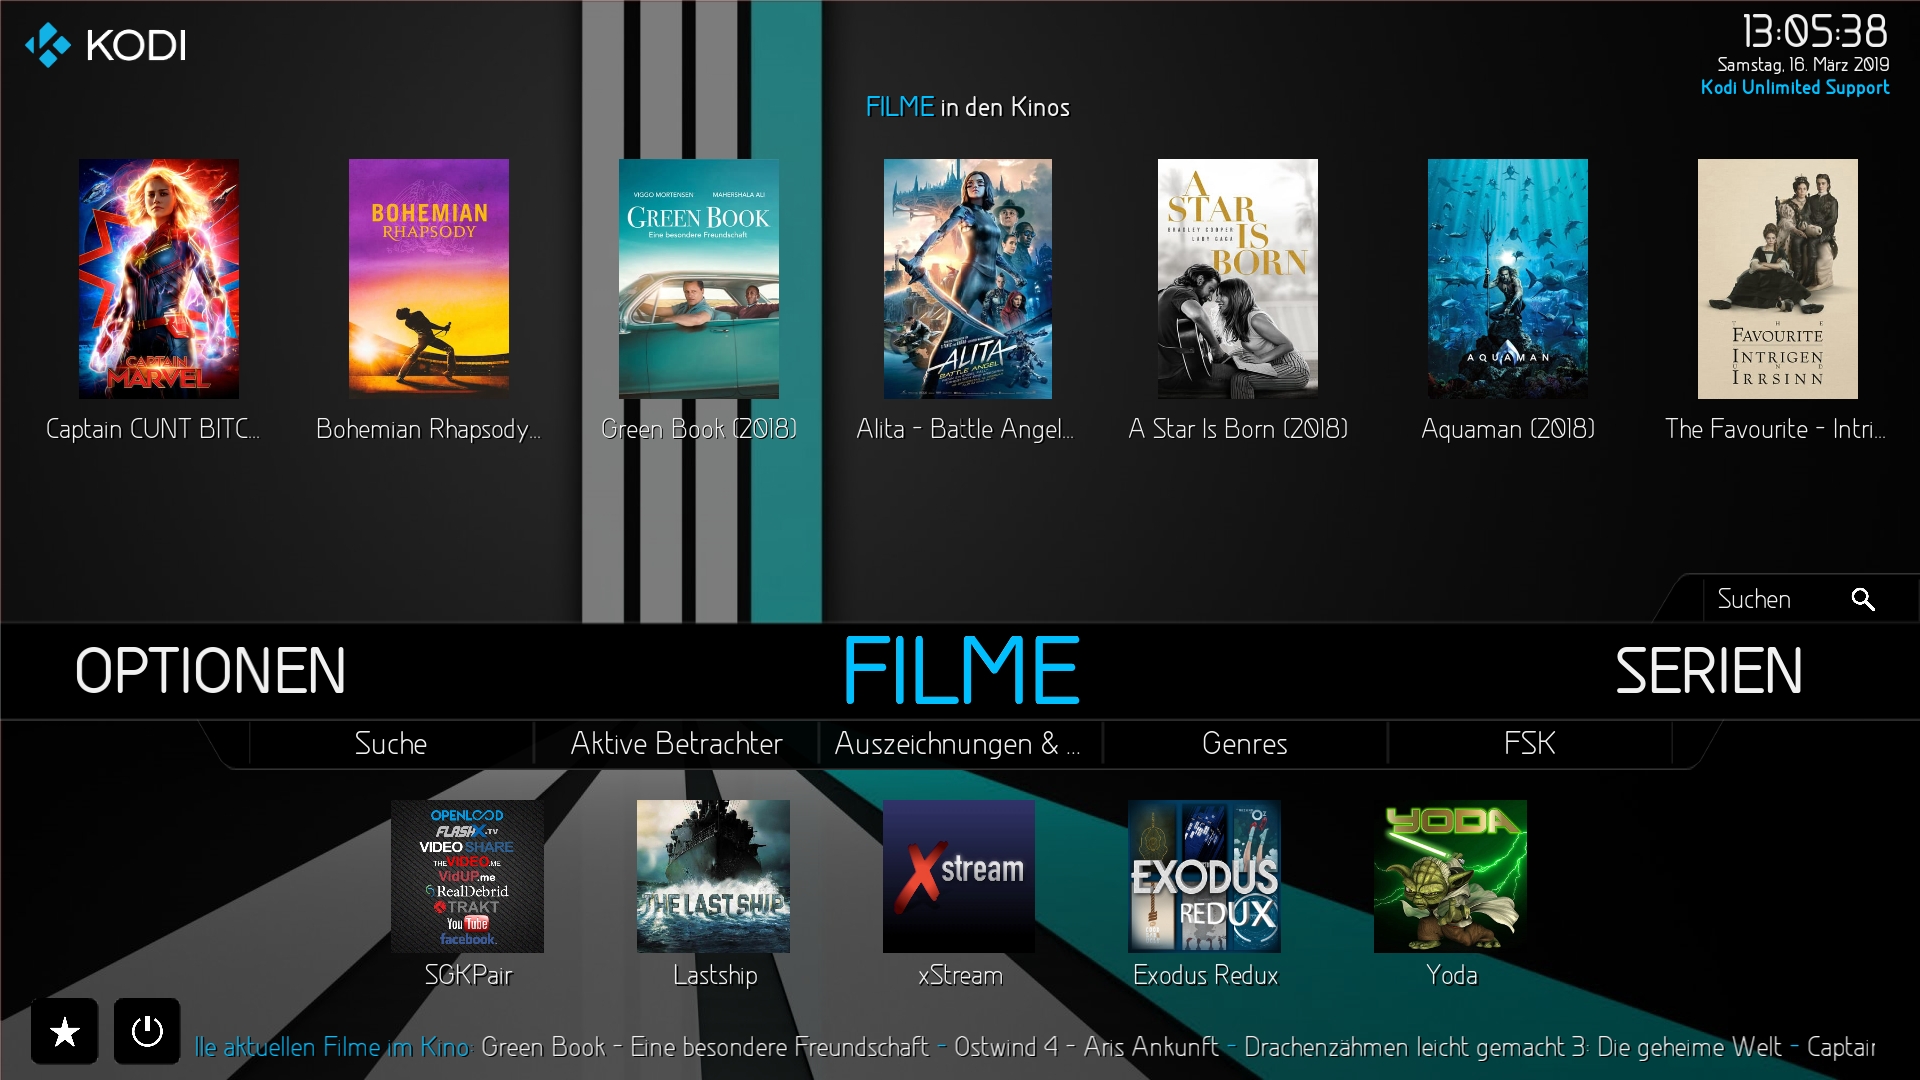 KODI
13:05:38
Samstag, 16. März 2019
Kodi Unlimited Support
FILME in den Kinos
CAPTAIN
MARVEL
BOHEMIAN
RHAPSODY
VIGGO MORTENSEN MAHERSHALA ALI
GREEN BOOK
Eine besondere Freundschaft
ALITA
BATTLE ANGEL
A
STAR
BRADLEY COOPER
LADY GAGA
IS
BORN
AQUAMAN
THE
FAVOURITE
INTRIGEN
UND
IRRSINN
Captain CUNT BITC...
Bohemian Rhapsody...
Green Book (2018)
Alita - Battle Angel...
A Star Is Born (2018)
Aquaman (2018)
The Favourite - Intri...
Suchen
OPTIONEN
FILME
SERIEN
Suche
Aktive Betrachter
Auszeichnungen & ...
Genres
FSK
OPENLOOD
FLASHX.TV
VIDEOSHARE
THEVIDEO.ME
VidUP.me
RealDebrid
TRAKT
YouTube
facebook.
THE LAST SHIP
Xstream
EXODUS
REDUX
YODA
SGKPair
Lastship
xStream
Exodus Redux
Yoda
lle aktuellen Filme im Kino: Green Book - Eine besondere Freundschaft - Ostwind 4 - Aris Ankunft - Drachenzähmen leicht gemacht 3: Die geheime Welt - Captain